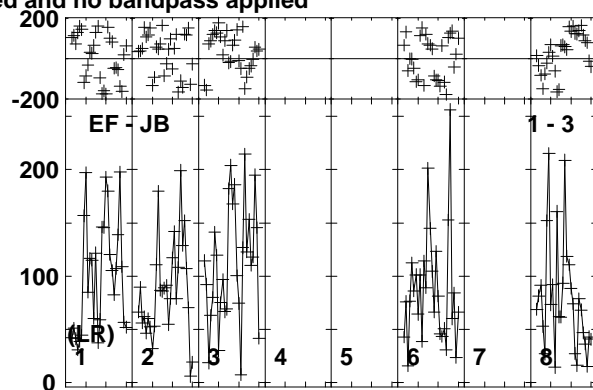 ed and no bandpass applied
200
-200
EF - JB 1 - 3
200
100
(LR)
1 2 3 4 5 6 7 8
0